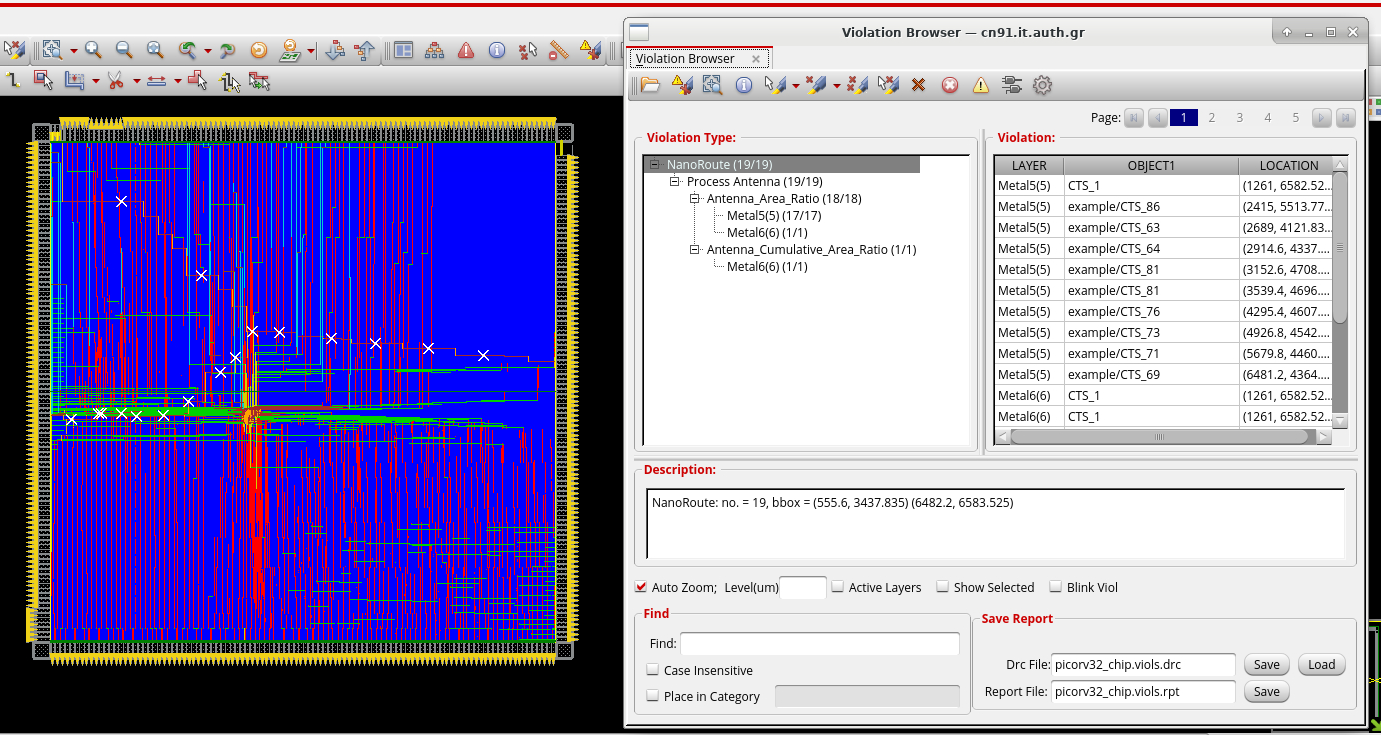 Violation Browser — cn91.it.auth.gr
Violation Browser
Page: 1 2 3 4 5
Violation Type:
NanoRoute (19/19)
Process Antenna (19/19)
Antenna_Area_Ratio (18/18)
Metal5(5) (17/17)
Metal6(6) (1/1)
Antenna_Cumulative_Area_Ratio (1/1)
Metal6(6) (1/1)
Violation:
LAYER OBJECT1 LOCATION
Metal5(5) CTS_1 (1261, 6582.52...
Metal5(5) example/CTS_86 (2415, 5513.77...
Metal5(5) example/CTS_63 (2689, 4121.83...
Metal5(5) example/CTS_64 (2914.6, 4337....
Metal5(5) example/CTS_81 (3152.6, 4708....
Metal5(5) example/CTS_81 (3539.4, 4696....
Metal5(5) example/CTS_76 (4295.4, 4607....
Metal5(5) example/CTS_73 (4926.8, 4542....
Metal5(5) example/CTS_71 (5679.8, 4460....
Metal5(5) example/CTS_69 (6481.2, 4364....
Metal6(6) CTS_1 (1261, 6582.52...
Metal6(6) CTS_1 (1261, 6582.52...
Description:
NanoRoute: no. = 19, bbox = (555.6, 3437.835) (6482.2, 6583.525)
Auto Zoom; Level(um) Active Layers Show Selected Blink Viol
Find
Find:
Case Insensitive
Place in Category
Save Report
Drc File: picorv32_chip.viols.drc Save Load
Report File: picorv32_chip.viols.rpt Save